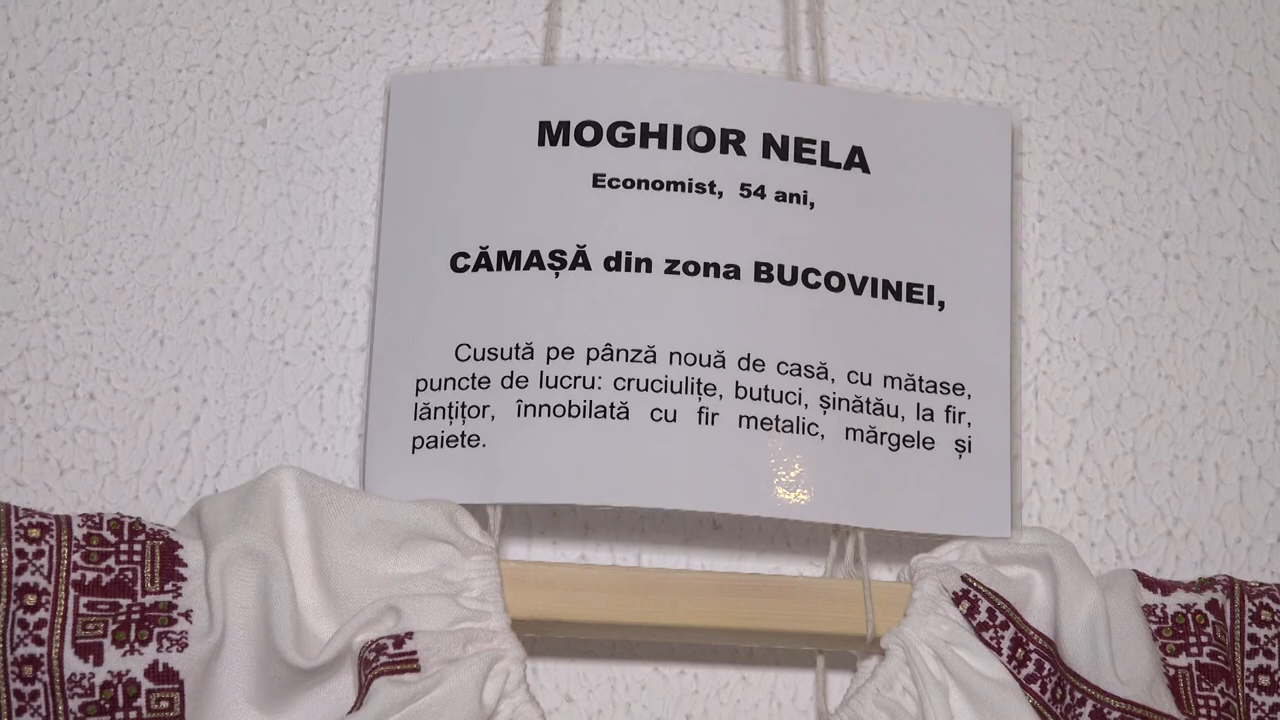 MOGHIOR NELA
Economist, 54 ani,
CĂMAȘĂ din zona BUCOVINEI,
Cusută pe pânză nouă de casă, cu mătase,
puncte de lucru: cruciulițe, butuci, șinătău, la fir,
lănțițor, înnobilată cu fir metalic, mărgele și
paiete.